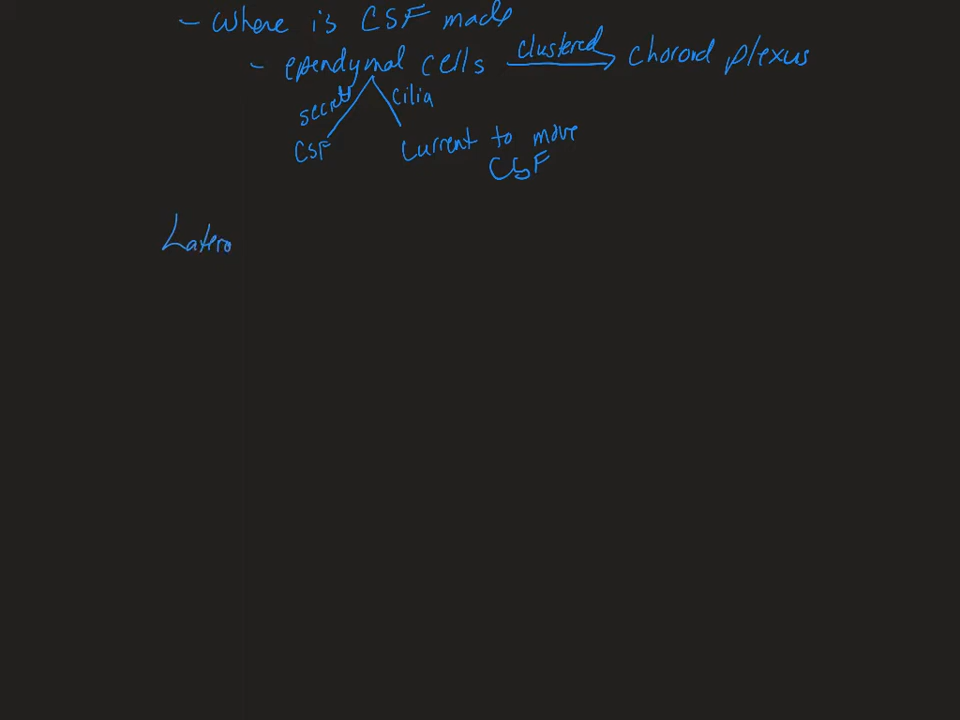 - Where is CSF made
- ependymal cells clustered choroid plexus
secrete cilia
CSF current to move
CSF
Latera